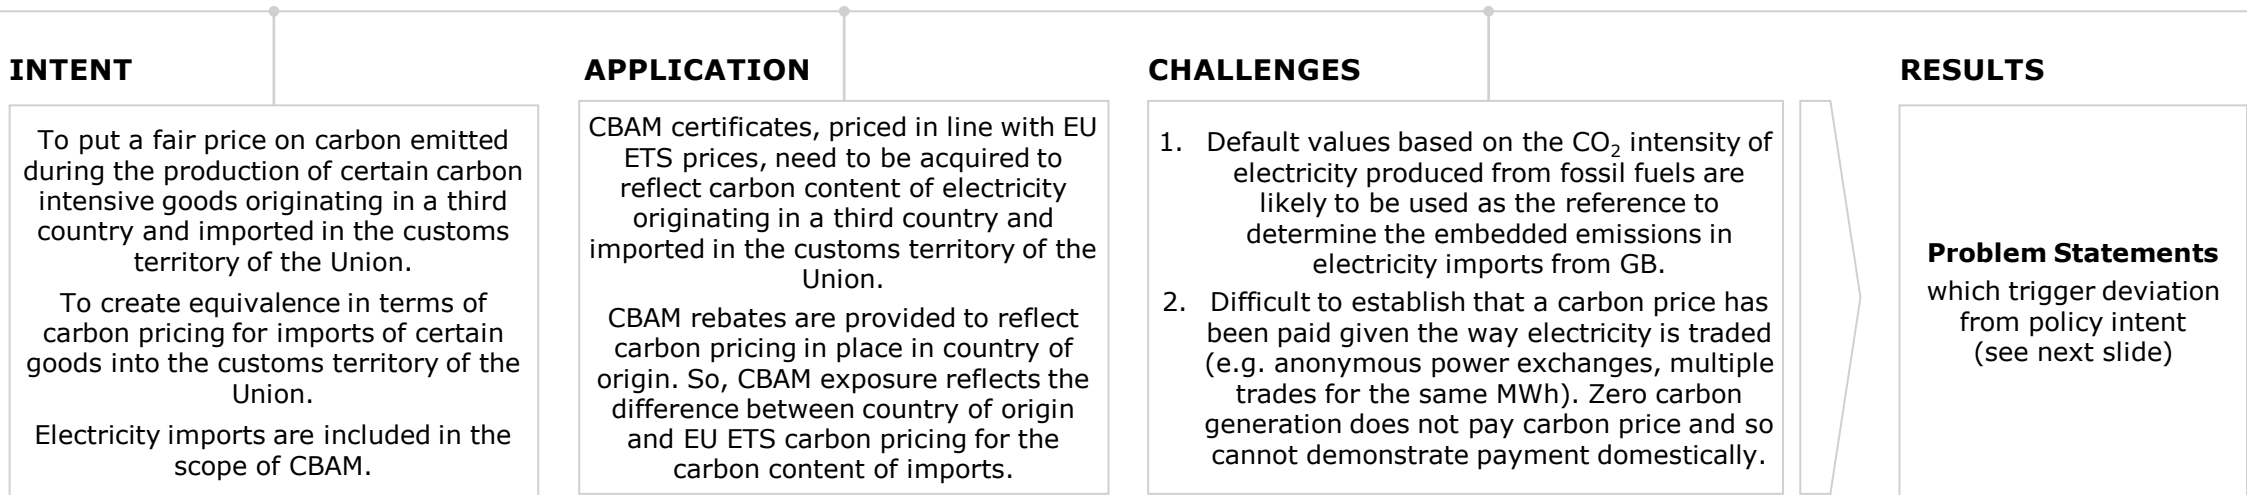 INTENT
To put a fair price on carbon emitted
during the production of certain carbon
intensive goods originating in a third
country and imported in the customs
territory of the Union.
To create equivalence in terms of
carbon pricing for imports of certain
goods into the customs territory of the
Union.
Electricity imports are included in the
scope of CBAM.
APPLICATION
CBAM certificates, priced in line with EU
ETS prices, need to be acquired to
reflect carbon content of electricity
originating in a third country and
imported in the customs territory of the
Union.
CBAM rebates are provided to reflect
carbon pricing in place in country of
origin. So, CBAM exposure reflects the
difference between country of origin
and EU ETS carbon pricing for the
carbon content of imports.
CHALLENGES
1. Default values based on the CO₂ intensity of
electricity produced from fossil fuels are
likely to be used as the reference to
determine the embedded emissions in
electricity imports from GB.
2. Difficult to establish that a carbon price has
been paid given the way electricity is traded
(e.g. anonymous power exchanges, multiple
trades for the same MWh). Zero carbon
generation does not pay carbon price and so
cannot demonstrate payment domestically.
RESULTS
Problem Statements
which trigger deviation
from policy intent
(see next slide)